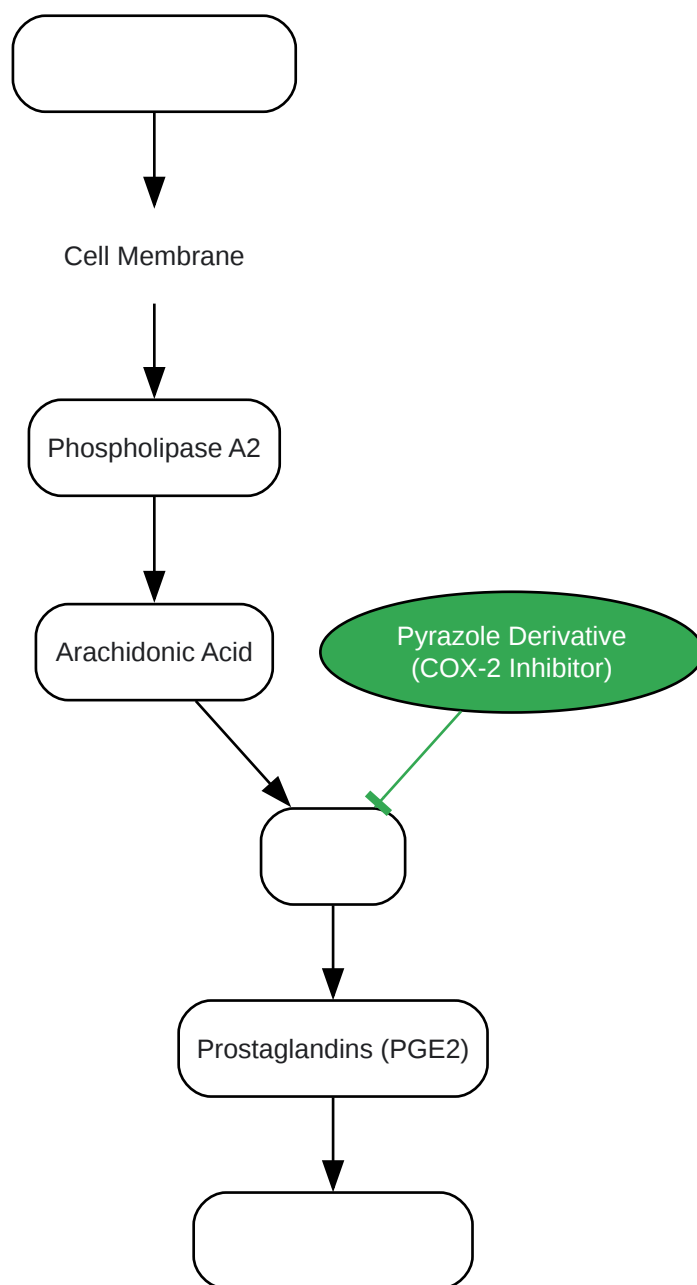 Cell Membrane
Phospholipase A2
Arachidonic Acid
Pyrazole Derivative
(COX-2 Inhibitor)
Prostaglandins (PGE2)